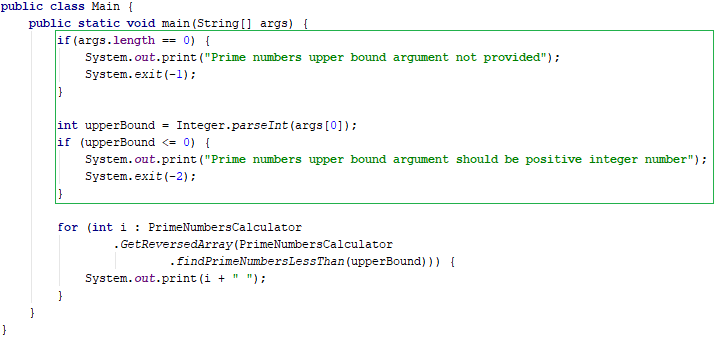 public class Main {
    public static void main(String[] args) {
        if(args.length == 0) {
            System.out.print("Prime numbers upper bound argument not provided");
            System.exit(-1);
        }

        int upperBound = Integer.parseInt(args[0]);
        if (upperBound <= 0) {
            System.out.print("Prime numbers upper bound argument should be positive integer number");
            System.exit(-2);
        }

        for (int i : PrimeNumbersCalculator
                .GetReversedArray(PrimeNumbersCalculator
                        .findPrimeNumbersLessThan(upperBound))) {
            System.out.print(i + " ");
        }
    }
}